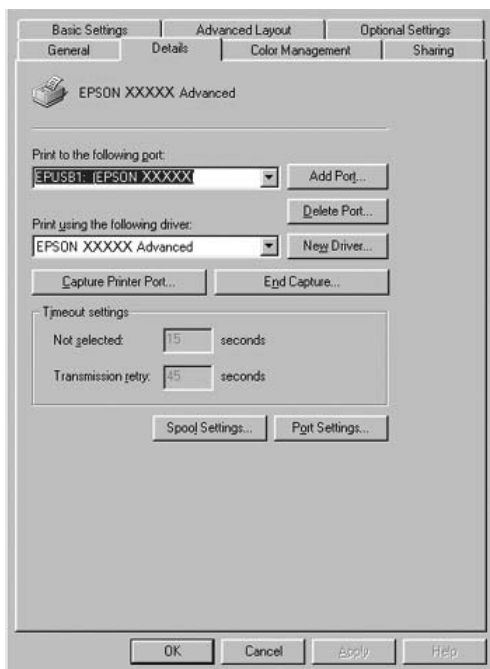 Basic Settings Advanced Layout Optional Settings
General Details Color Management Sharing
EPSON XXXXX Advanced
Print to the following port:
EPUSB1: (EPSON XXXXX Add Port...
Delete Port...
Print using the following driver:
EPSON XXXXX Advanced New Driver...
Capture Printer Port... End Capture...
Timeout settings
Not selected: 15 seconds
Transmission retry: 45 seconds
Spool Settings... Port Settings...
OK Cancel Apply Help